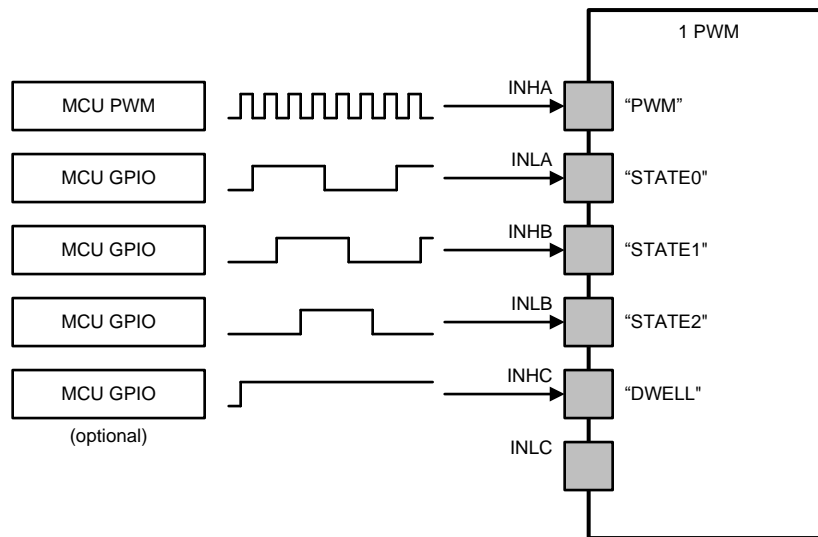 1 PWM
MCU PWM
INHA
“PWM”
MCU GPIO
INLA
“STATE0"
MCU GPIO
INHB
“STATE1"
MCU GPIO
INLB
“STATE2"
MCU GPIO
INHC
“DWELL"
(optional)
INLC